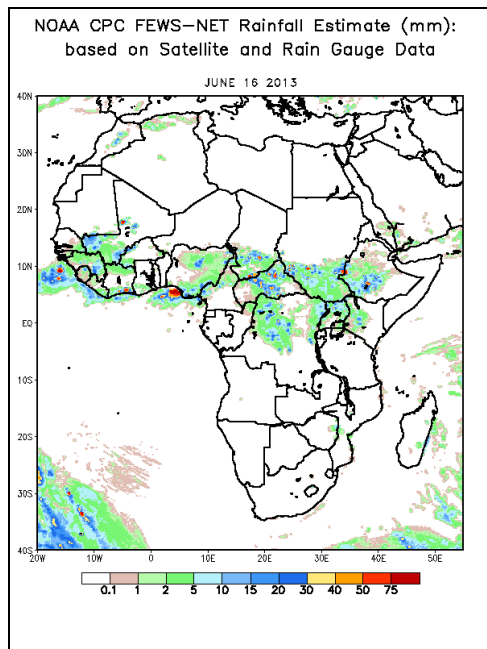 NOAA CPC FEWS-NET Rainfall Estimate (mm):
based on Satellite and Rain Gauge Data
JUNE 16 2013
40N
30N
20N
10N
EQ
10S
20S
30S
40S
20W 10W 0 10E 20E 30E 40E 50E
0.1 1 2 5 10 15 20 30 40 50 75